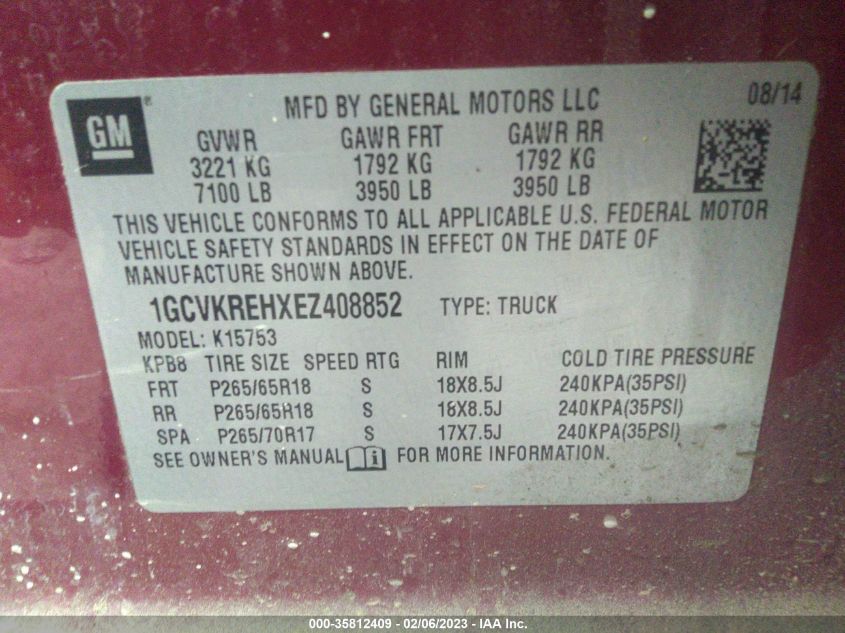 GM ® MFD BY GENERAL MOTORS LLC 08/14
GVWR GAWR FRT GAWR RR
3221 KG 1792 KG 1792 KG
7100 LB 3950 LB 3950 LB
THIS VEHICLE CONFORMS TO ALL APPLICABLE U.S. FEDERAL MOTOR
VEHICLE SAFETY STANDARDS IN EFFECT ON THE DATE OF
MANUFACTURE SHOWN ABOVE.
1GCVKREHXEZ408852 TYPE: TRUCK
MODEL: K15753
KPB8 TIRE SIZE SPEED RTG RIM COLD TIRE PRESSURE
FRT P265/65R18 S 18X8.5J 240KPA(35PSI)
RR P265/65R18 S 18X8.5J 240KPA(35PSI)
SPA P265/70R17 S 17X7.5J 240KPA(35PSI)
SEE OWNER'S MANUAL i FOR MORE INFORMATION.
000-35812409 - 02/06/2023 - IAA Inc.